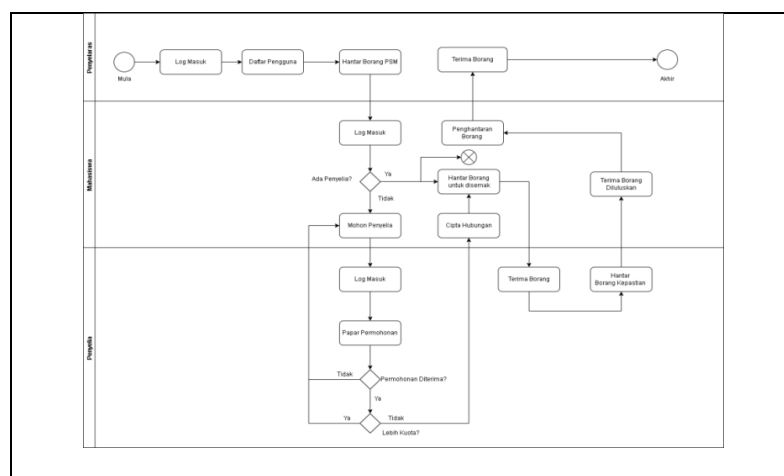 Penyelaras
Mula
Log Masuk
Daftar Pengguna
Hantar Borang PSM
Terima Borang
Akhir
Mahasiswa
Log Masuk
Penghantaran
Borang
Ada Penyelia?
Ya
Tidak
Hantar Borang
untuk disemak
Terima Borang
Diluluskan
Mohon Penyelia
Cipta Hubungan
Penyelia
Log Masuk
Terima Borang
Hantar
Borang Kepastian
Papar Permohonan
Tidak
Permohonan Diterima?
Ya
Ya
Tidak
Lebih Kuota?